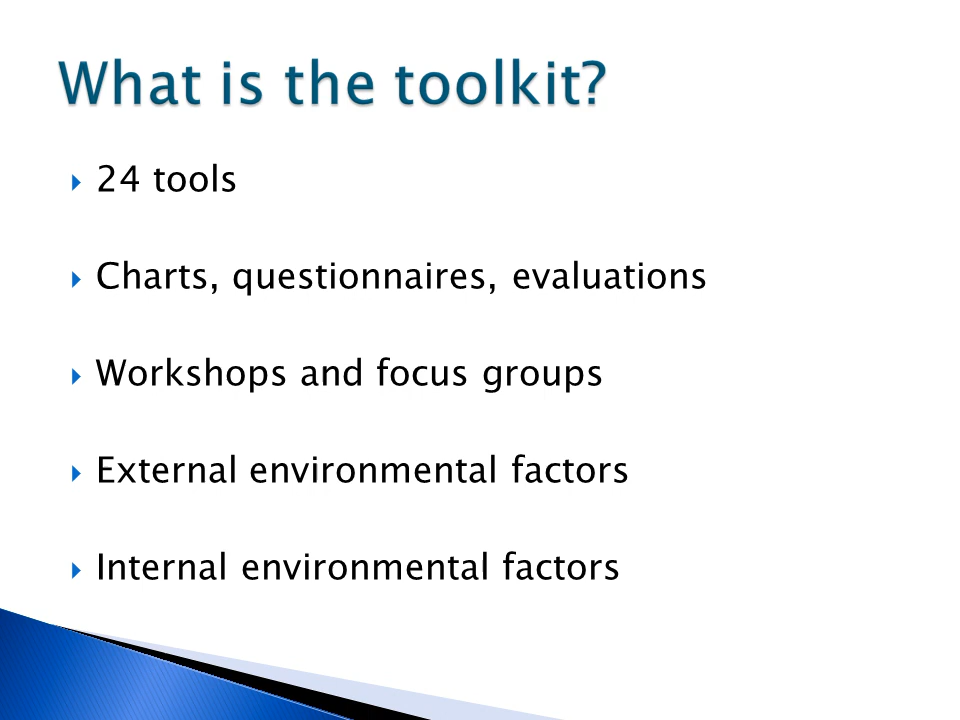 What is the toolkit?
24 tools
Charts, questionnaires, evaluations
Workshops and focus groups
External environmental factors
Internal environmental factors